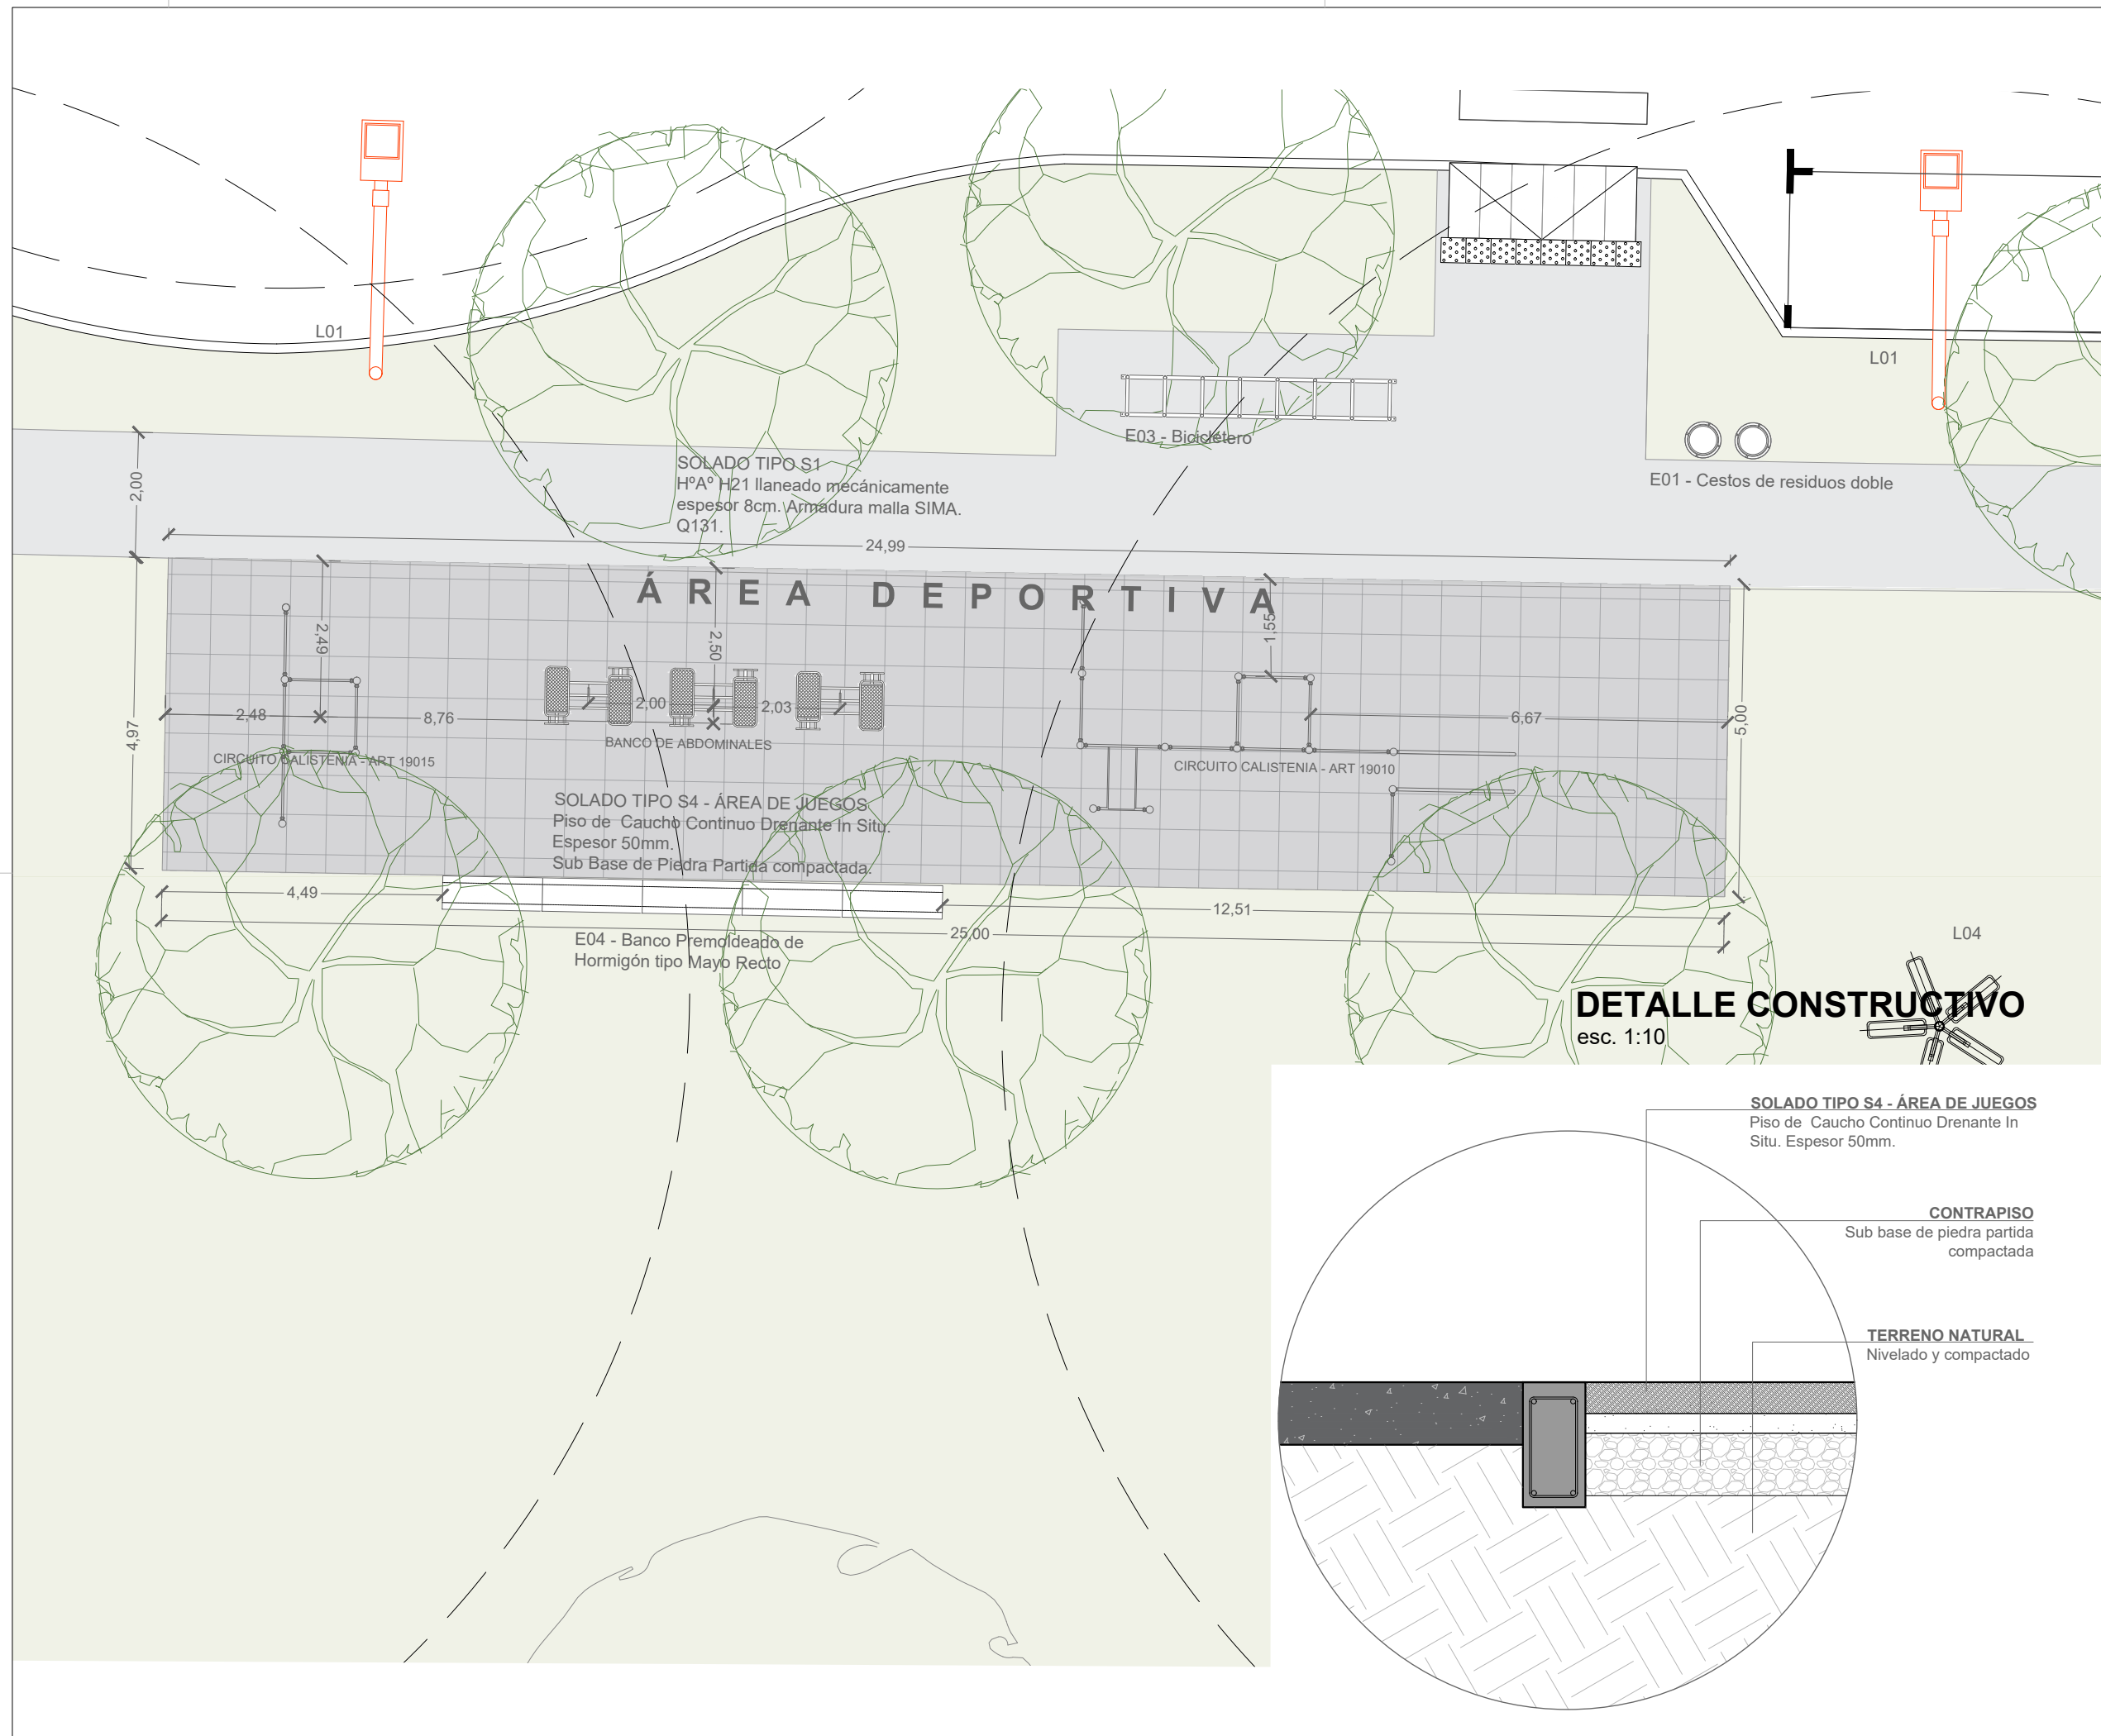 L01
L01
E03 - Bicicletero
SOLADO TIPO S1
HºAº H21 llaneado mecánicamente
espesor 8cm. Armadura malla SIMA.
Q131.
E01 - Cestos de residuos doble
2,00
24,99
ÁREA DEPORTIVA
2,49
2,50
1,55
2,48
8,76
2,00
2,03
6,67
5,00
4,97
BANCO DE ABDOMINALES
CIRCUITO CALISTENIA - ART 19015
CIRCUITO CALISTENIA - ART 19010
SOLADO TIPO S4 - ÁREA DE JUEGOS
Piso de  Caucho Continuo Drenante In Situ.
Espesor 50mm.
Sub Base de Piedra Partida compactada.
4,49
12,51
25,00
E04 - Banco Premoldeado de
Hormigón tipo Mayo Recto
L04
DETALLE CONSTRUCTIVO
esc. 1:10
SOLADO TIPO S4 - ÁREA DE JUEGOS
Piso de  Caucho Continuo Drenante In
Situ. Espesor 50mm.
CONTRAPISO
Sub base de piedra partida
compactada
TERRENO NATURAL
Nivelado y compactado